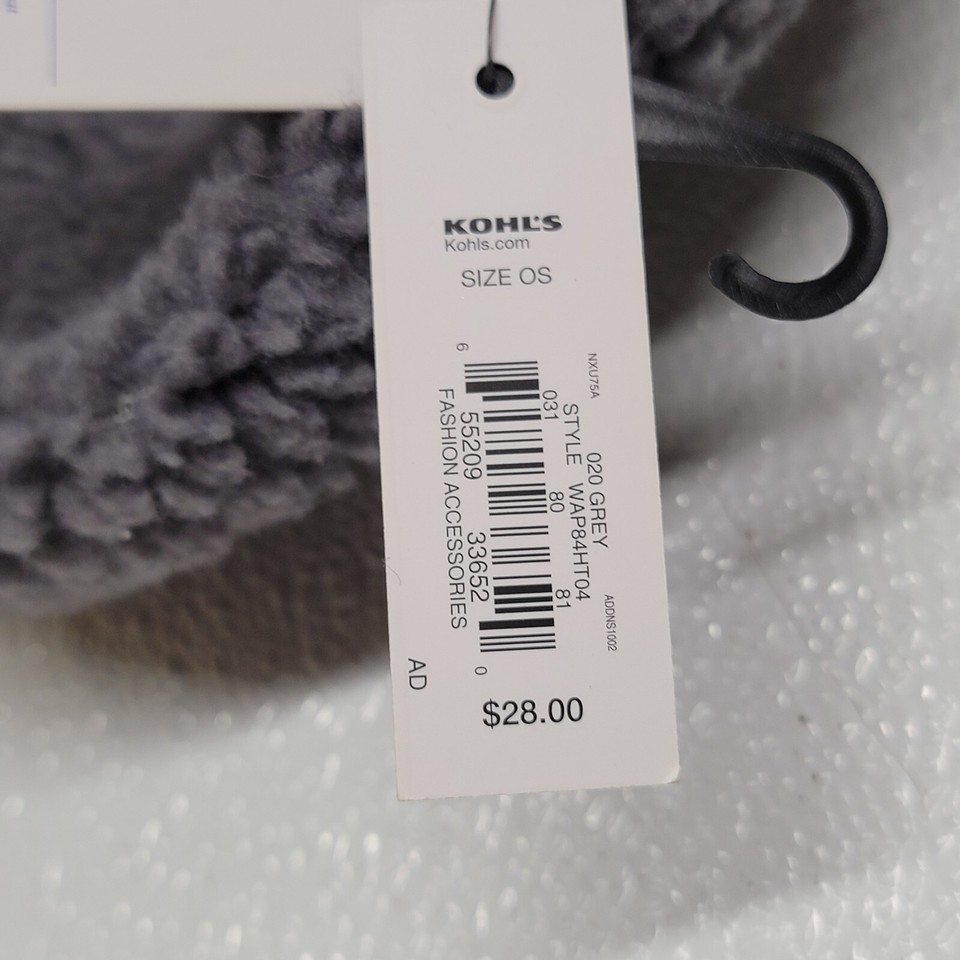 KOHL'S
Kohls.com
SIZE OS
NXU75A
020 GREY
ADDNS1002
STYLE WAP84HT04
031 80 81
6 55209 33652 0
FASHION ACCESSORIES
AD
$28.00